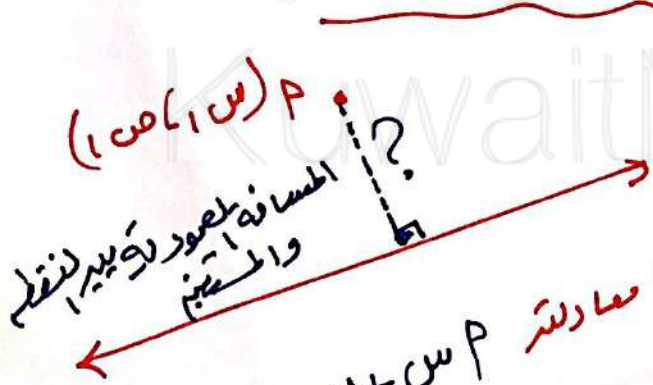 Kuwait
م (س١، ص١)
؟
المسافة العمودية بين النقطة
والمستقيم
معادلته م س